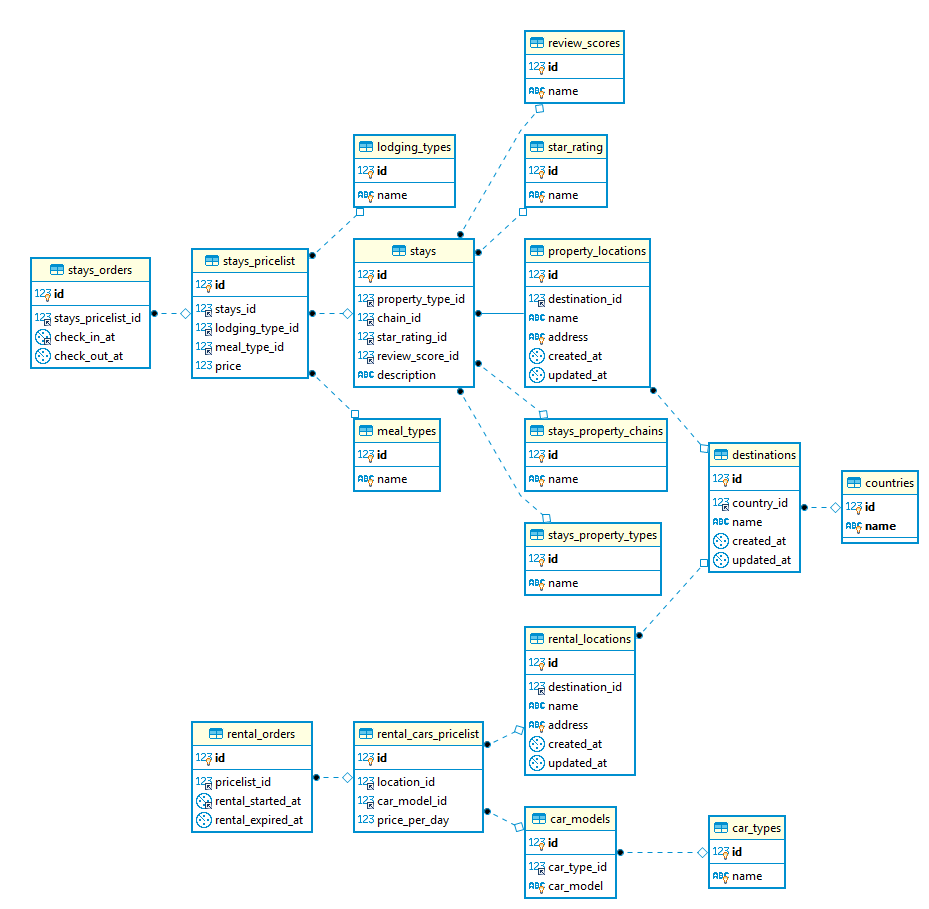 review_scores
123 id
ABC name
lodging_types
123 id
ABC name
star_rating
123 id
ABC name
stays_orders
123 id
123 stays_pricelist_id
check_in_at
check_out_at
stays_pricelist
123 id
123 stays_id
123 lodging_type_id
123 meal_type_id
123 price
stays
123 id
123 property_type_id
123 chain_id
123 star_rating_id
123 review_score_id
ABC description
property_locations
123 id
123 destination_id
ABC name
ABC address
created_at
updated_at
meal_types
123 id
ABC name
stays_property_chains
123 id
ABC name
destinations
123 id
123 country_id
ABC name
created_at
updated_at
countries
123 id
ABC name
stays_property_types
123 id
ABC name
rental_locations
123 id
123 destination_id
ABC name
ABC address
created_at
updated_at
rental_orders
123 id
123 pricelist_id
rental_started_at
rental_expired_at
rental_cars_pricelist
123 id
123 location_id
123 car_model_id
123 price_per_day
car_models
123 id
123 car_type_id
ABC car_model
car_types
123 id
ABC name